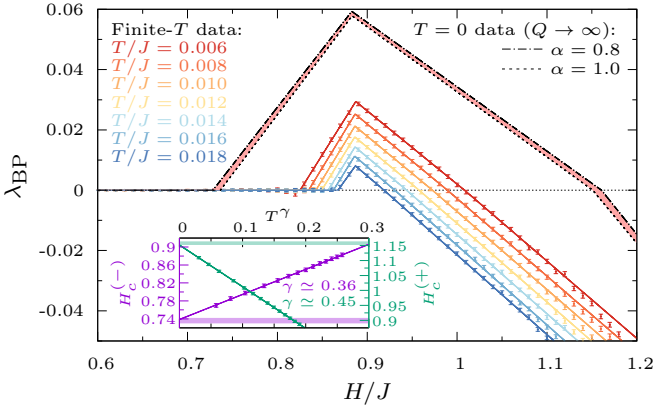 0.06
0.04
0.02
0
-0.02
-0.04
λ_BP
Finite-T data:
T/J = 0.006
T/J = 0.008
T/J = 0.010
T/J = 0.012
T/J = 0.014
T/J = 0.016
T/J = 0.018
T = 0 data (Q → ∞):
α = 0.8
α = 1.0
T^γ
0 0.1 0.2 0.3
0.9
0.86
0.82
0.78
0.74
H_c^(−)
γ ≃ 0.36
γ ≃ 0.45
1.15
1.1
1.05
1
0.95
0.9
H_c^(+)
0.6 0.7 0.8 0.9 1 1.1 1.2
H/J